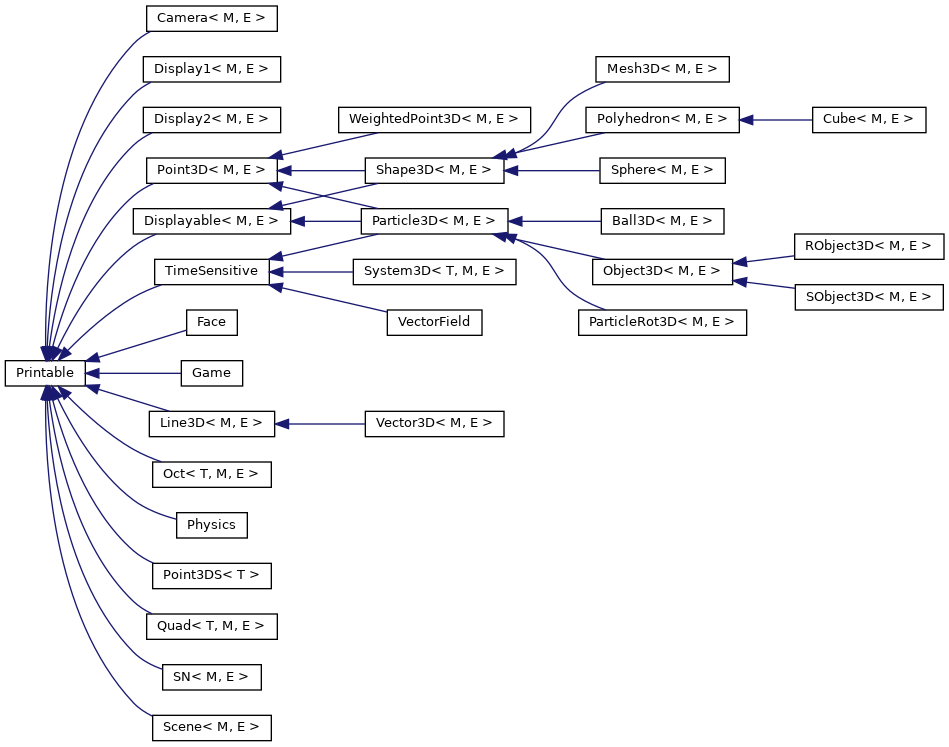 Camera< M, E >
Display1< M, E >
Mesh3D< M, E >
Display2< M, E >
WeightedPoint3D< M, E >
Polyhedron< M, E >
Cube< M, E >
Point3D< M, E >
Shape3D< M, E >
Sphere< M, E >
Displayable< M, E >
Particle3D< M, E >
Ball3D< M, E >
RObject3D< M, E >
TimeSensitive
System3D< T, M, E >
Object3D< M, E >
SObject3D< M, E >
Face
VectorField
ParticleRot3D< M, E >
Printable
Game
Line3D< M, E >
Vector3D< M, E >
Oct< T, M, E >
Physics
Point3DS< T >
Quad< T, M, E >
SN< M, E >
Scene< M, E >